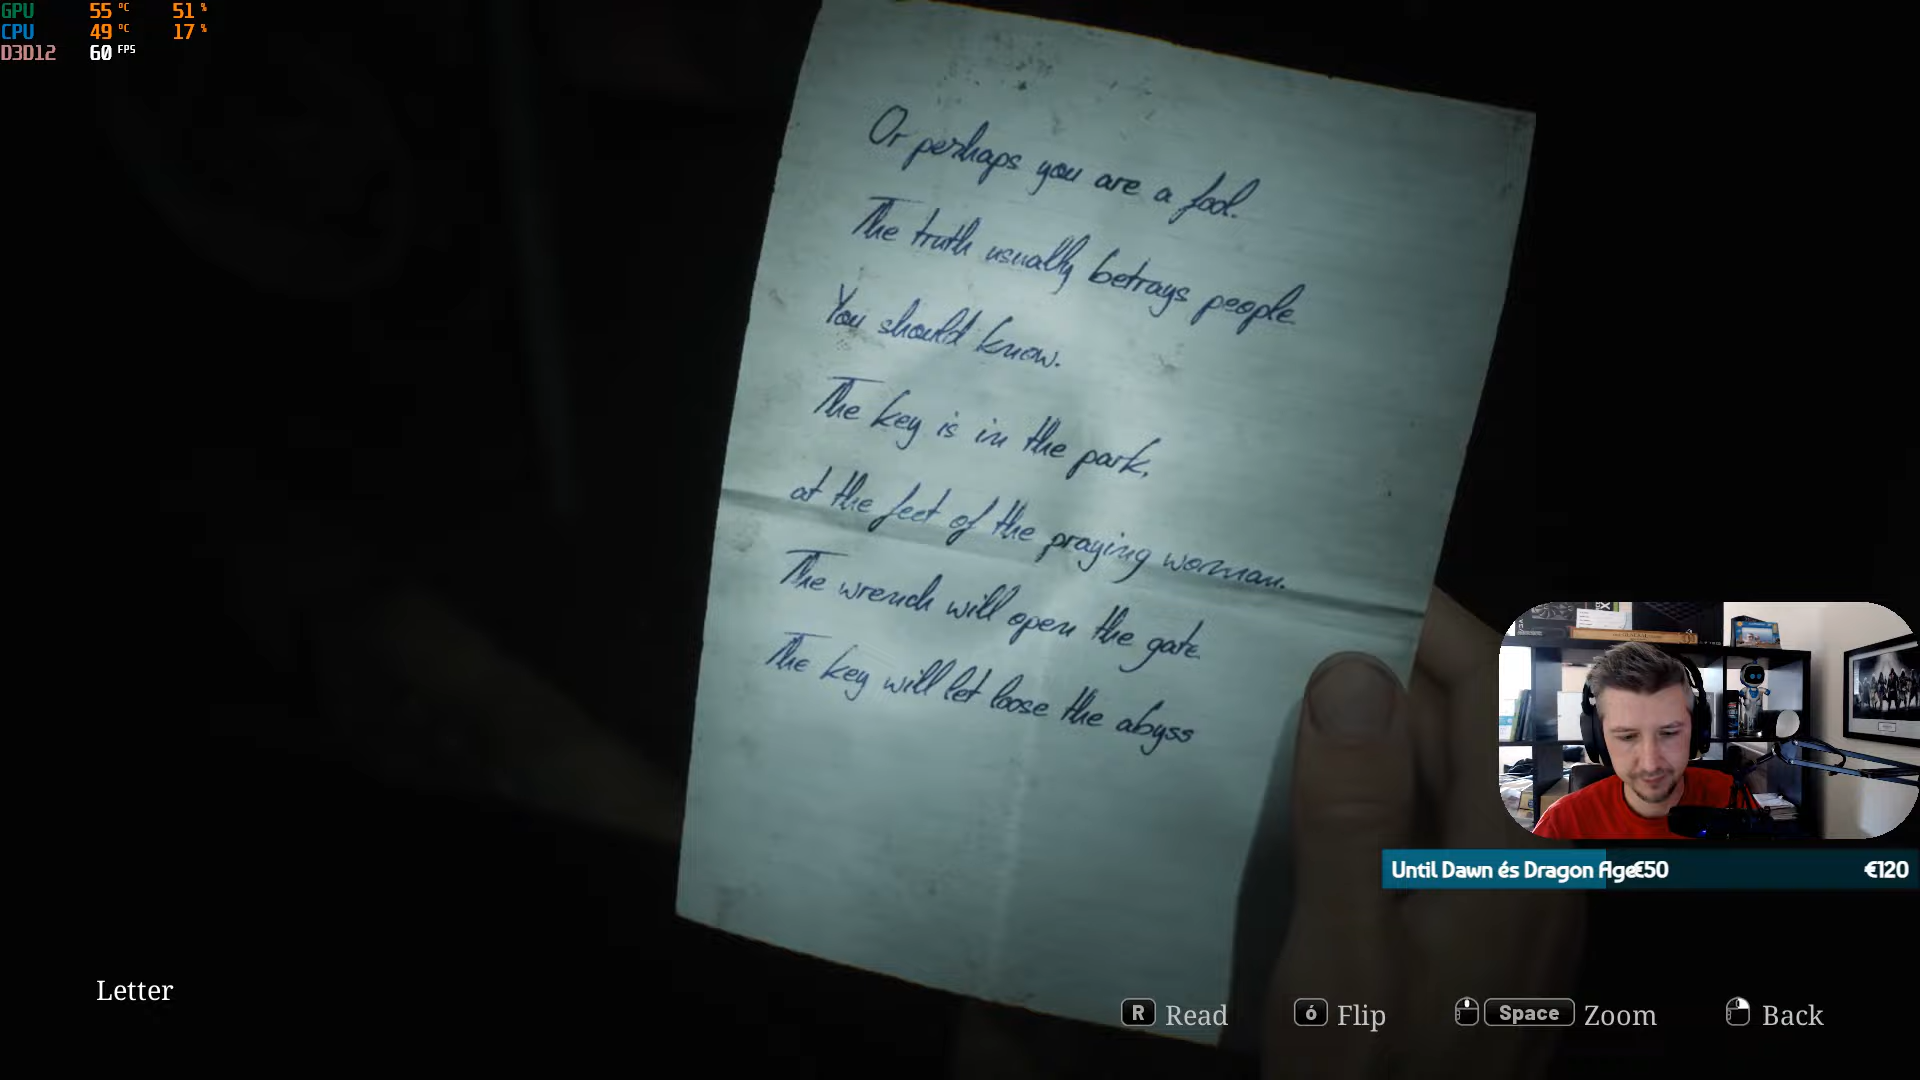 GPU 55 °C 51 %
CPU 49 °C 17 %
D3D12 60 FPS
Or perhaps you are a fool.
The truth usually betrays people.
You should know.
The key is in the park,
at the feet of the praying woman.
The wrench will open the gate.
The key will let loose the abyss
Until Dawn és Dragon Age €50 €120
Letter
R Read ó Flip Space Zoom Back